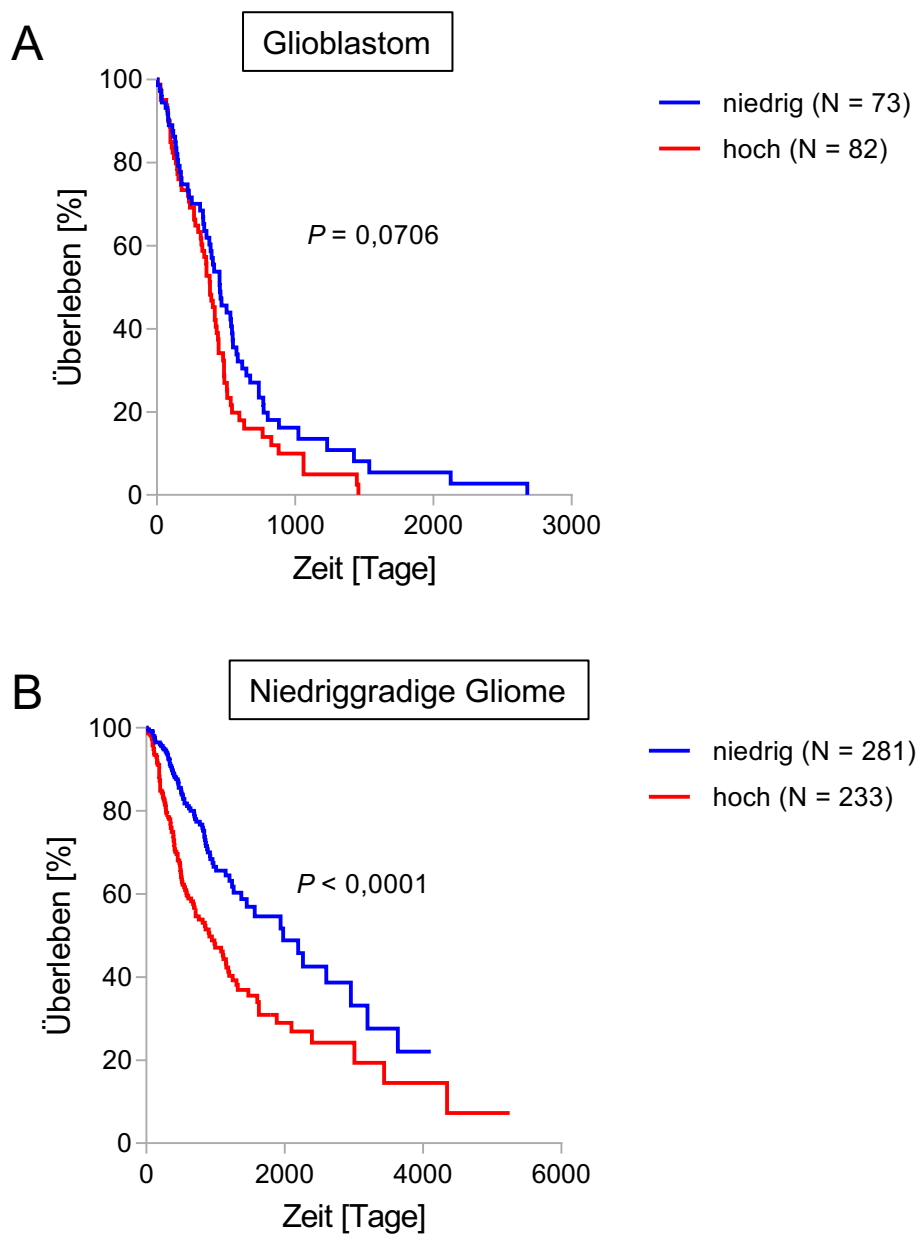 A
Glioblastom
niedrig (N = 73)
hoch (N = 82)
P = 0,0706
Überleben [%]
100
80
60
40
20
0
0 1000 2000 3000
Zeit [Tage]
B
Niedriggradige Gliome
niedrig (N = 281)
hoch (N = 233)
P < 0,0001
Überleben [%]
100
80
60
40
20
0
0 2000 4000 6000
Zeit [Tage]